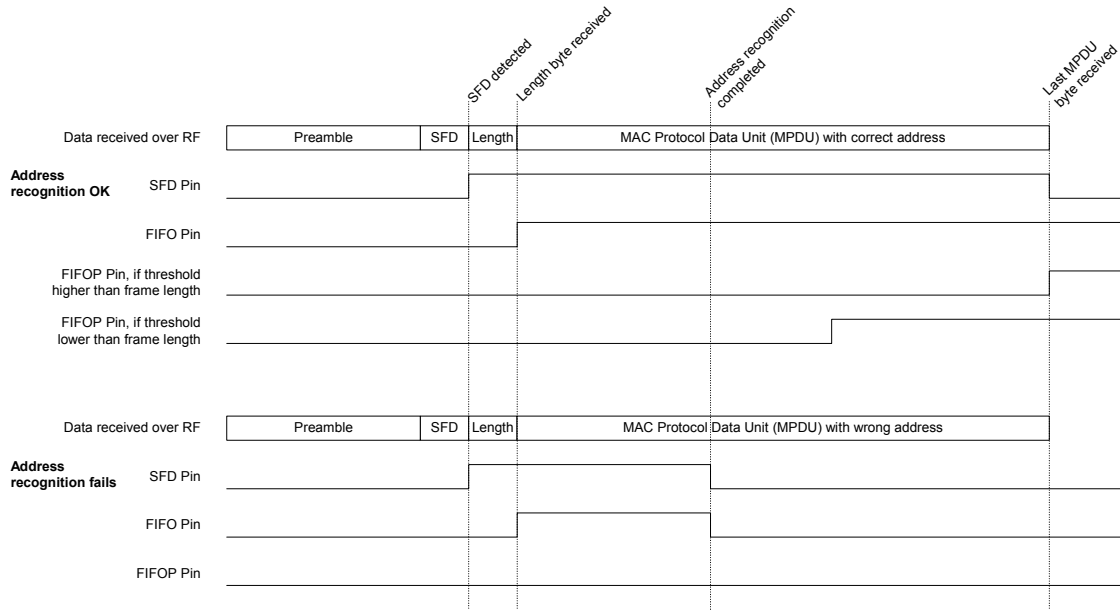 SFD detected
Length byte received
Address recognition
completed
Last MPDU
byte received
Data received over RF
Preamble
SFD
Length
MAC Protocol Data Unit (MPDU) with correct address
Address
recognition OK
SFD Pin
FIFO Pin
FIFOP Pin, if threshold
higher than frame length
FIFOP Pin, if threshold
lower than frame length
Data received over RF
Preamble
SFD
Length
MAC Protocol Data Unit (MPDU) with wrong address
Address
recognition fails
SFD Pin
FIFO Pin
FIFOP Pin